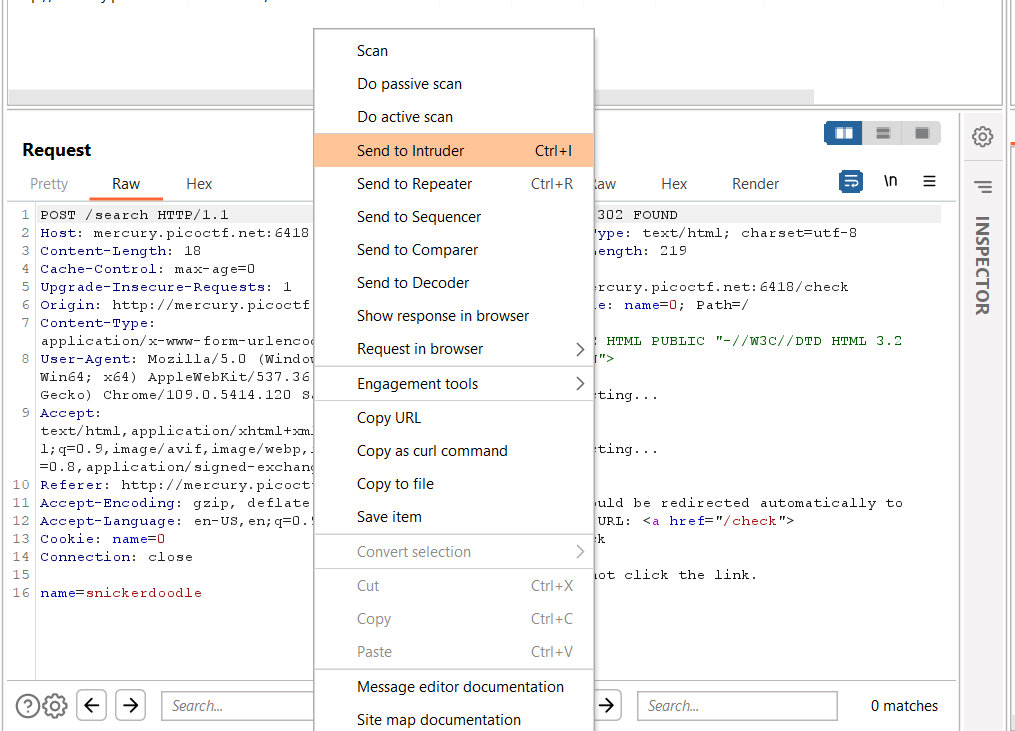 Scan
Do passive scan
Do active scan
Send to Intruder Ctrl+I
Send to Repeater Ctrl+R
Send to Sequencer
Send to Comparer
Send to Decoder
Show response in browser
Request in browser
Engagement tools
Copy URL
Copy as curl command
Copy to file
Save item
Convert selection
Cut Ctrl+X
Copy Ctrl+C
Paste Ctrl+V
Message editor documentation
Site map documentation
Request
Pretty Raw Hex
1 POST /search HTTP/1.1
2 Host: mercury.picoctf.net:6418
3 Content-Length: 18
4 Cache-Control: max-age=0
5 Upgrade-Insecure-Requests: 1
6 Origin: http://mercury.picoctf
7 Content-Type:
application/x-www-form-urlenco
8 User-Agent: Mozilla/5.0 (Windo
Win64; x64) AppleWebKit/537.36
Gecko) Chrome/109.0.5414.120 S
9 Accept:
text/html,application/xhtml+xm
l;q=0.9,image/avif,image/webp,
=0.8,application/signed-exchan
10 Referer: http://mercury.picoct
11 Accept-Encoding: gzip, deflate
12 Accept-Language: en-US,en;q=0.
13 Cookie: name=0
14 Connection: close
15
16 name=snickerdoodle
Search...
Raw Hex Render
\n
302 FOUND
ype: text/html; charset=utf-8
ength: 219
rcury.picoctf.net:6418/check
e: name=0; Path=/
HTML PUBLIC "-//W3C//DTD HTML 3.2
">
cting...
cting...
ould be redirected automatically to
URL: <a href="/check">
ck
not click the link.
Search...
0 matches
INSPECTOR